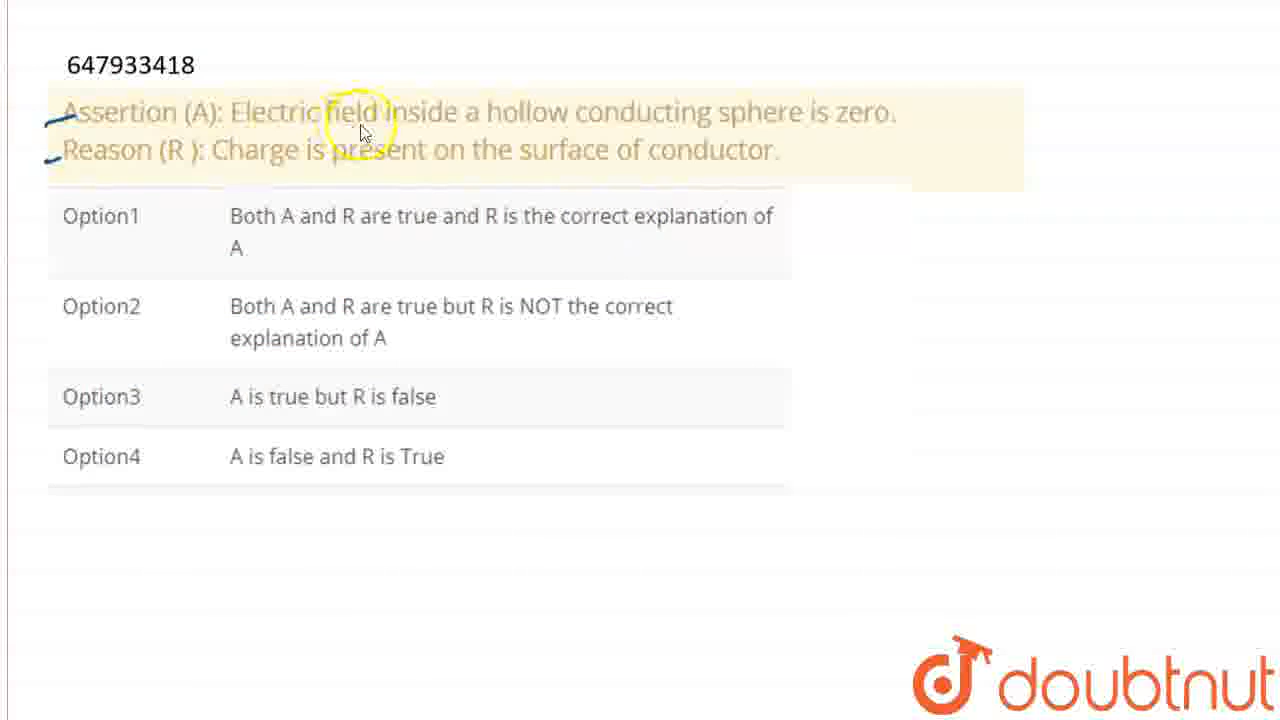 647933418
Assertion (A): Electric field inside a hollow conducting sphere is zero.
Reason (R ): Charge is present on the surface of conductor.
Option1 Both A and R are true and R is the correct explanation of
A
Option2 Both A and R are true but R is NOT the correct
explanation of A
Option3 A is true but R is false
Option4 A is false and R is True
doubtnut